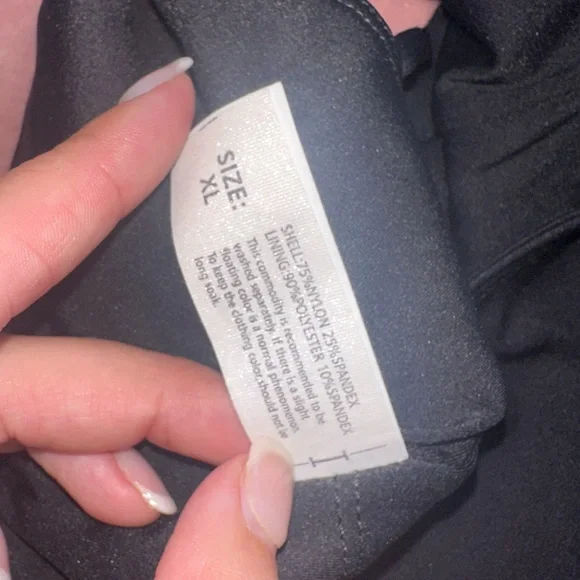 SIZE:
XL
SHELL:75%NYLON 25%SPANDEX
LINING:90%POLYESTER 10%SPANDEX
This commodity is recommended to be
washed separately. If there is a slight
floating color is a normal phenomenon.
To keep the clothing color,should not be
long soak.